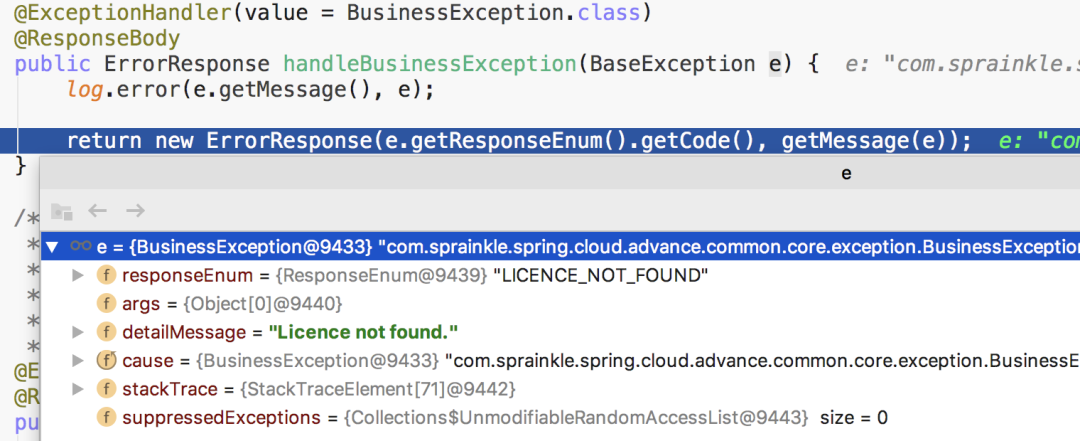 @ExceptionHandler(value = BusinessException.class)
@ResponseBody
public ErrorResponse handleBusinessException(BaseException e) {  e: "com.sprainkle.s
log.error(e.getMessage(), e);
return new ErrorResponse(e.getResponseEnum().getCode(), getMessage(e));  e: "com
}
e
/*
*
e = {BusinessException@9433} "com.sprainkle.spring.cloud.advance.common.core.exception.BusinessException
*
responseEnum = {ResponseEnum@9439} "LICENCE_NOT_FOUND"
*
args = {Object[0]@9440}
*
detailMessage = "Licence not found."
*
cause = {BusinessException@9433} "com.sprainkle.spring.cloud.advance.common.core.exception.BusinessE
@E
stackTrace = {StackTraceElement[71]@9442}
@R
suppressedExceptions = {Collections$UnmodifiableRandomAccessList@9443} size = 0
pu